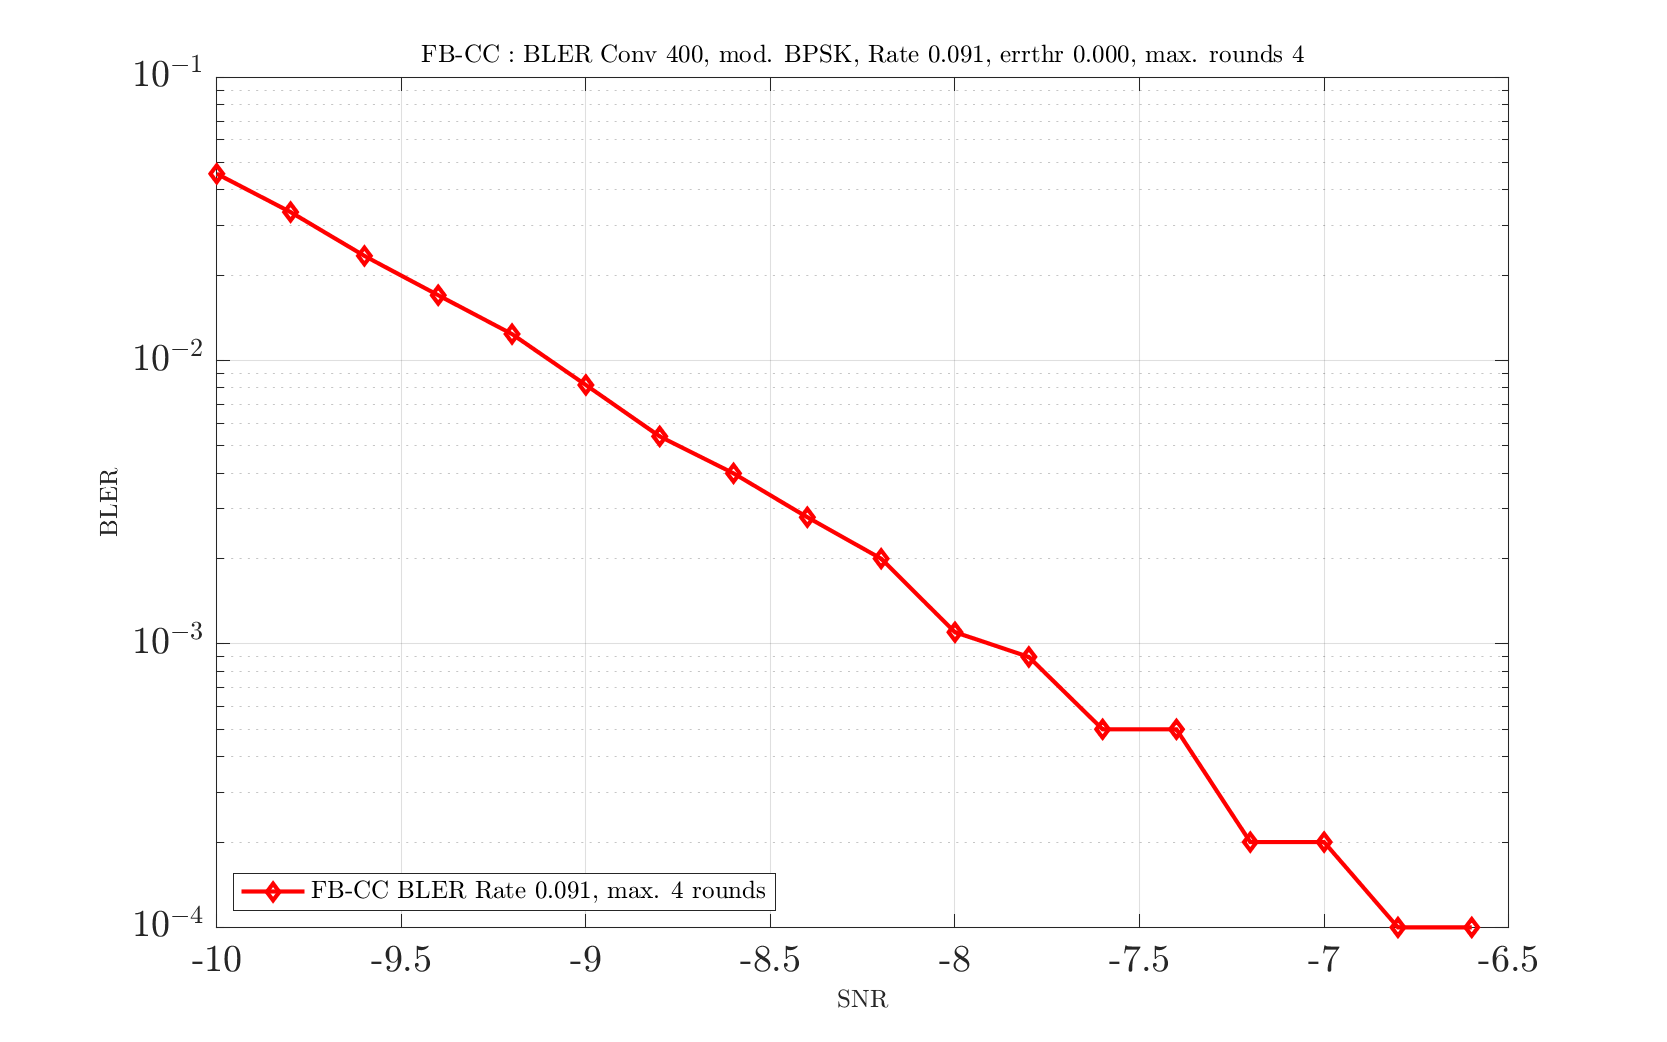 FB-CC : BLER Conv 400, mod. BPSK, Rate 0.091, errthr 0.000, max. rounds 4
10^{-1}
10^{-2}
10^{-3}
10^{-4}
BLER
FB-CC BLER Rate 0.091, max. 4 rounds
-10 -9.5 -9 -8.5 -8 -7.5 -7 -6.5
SNR